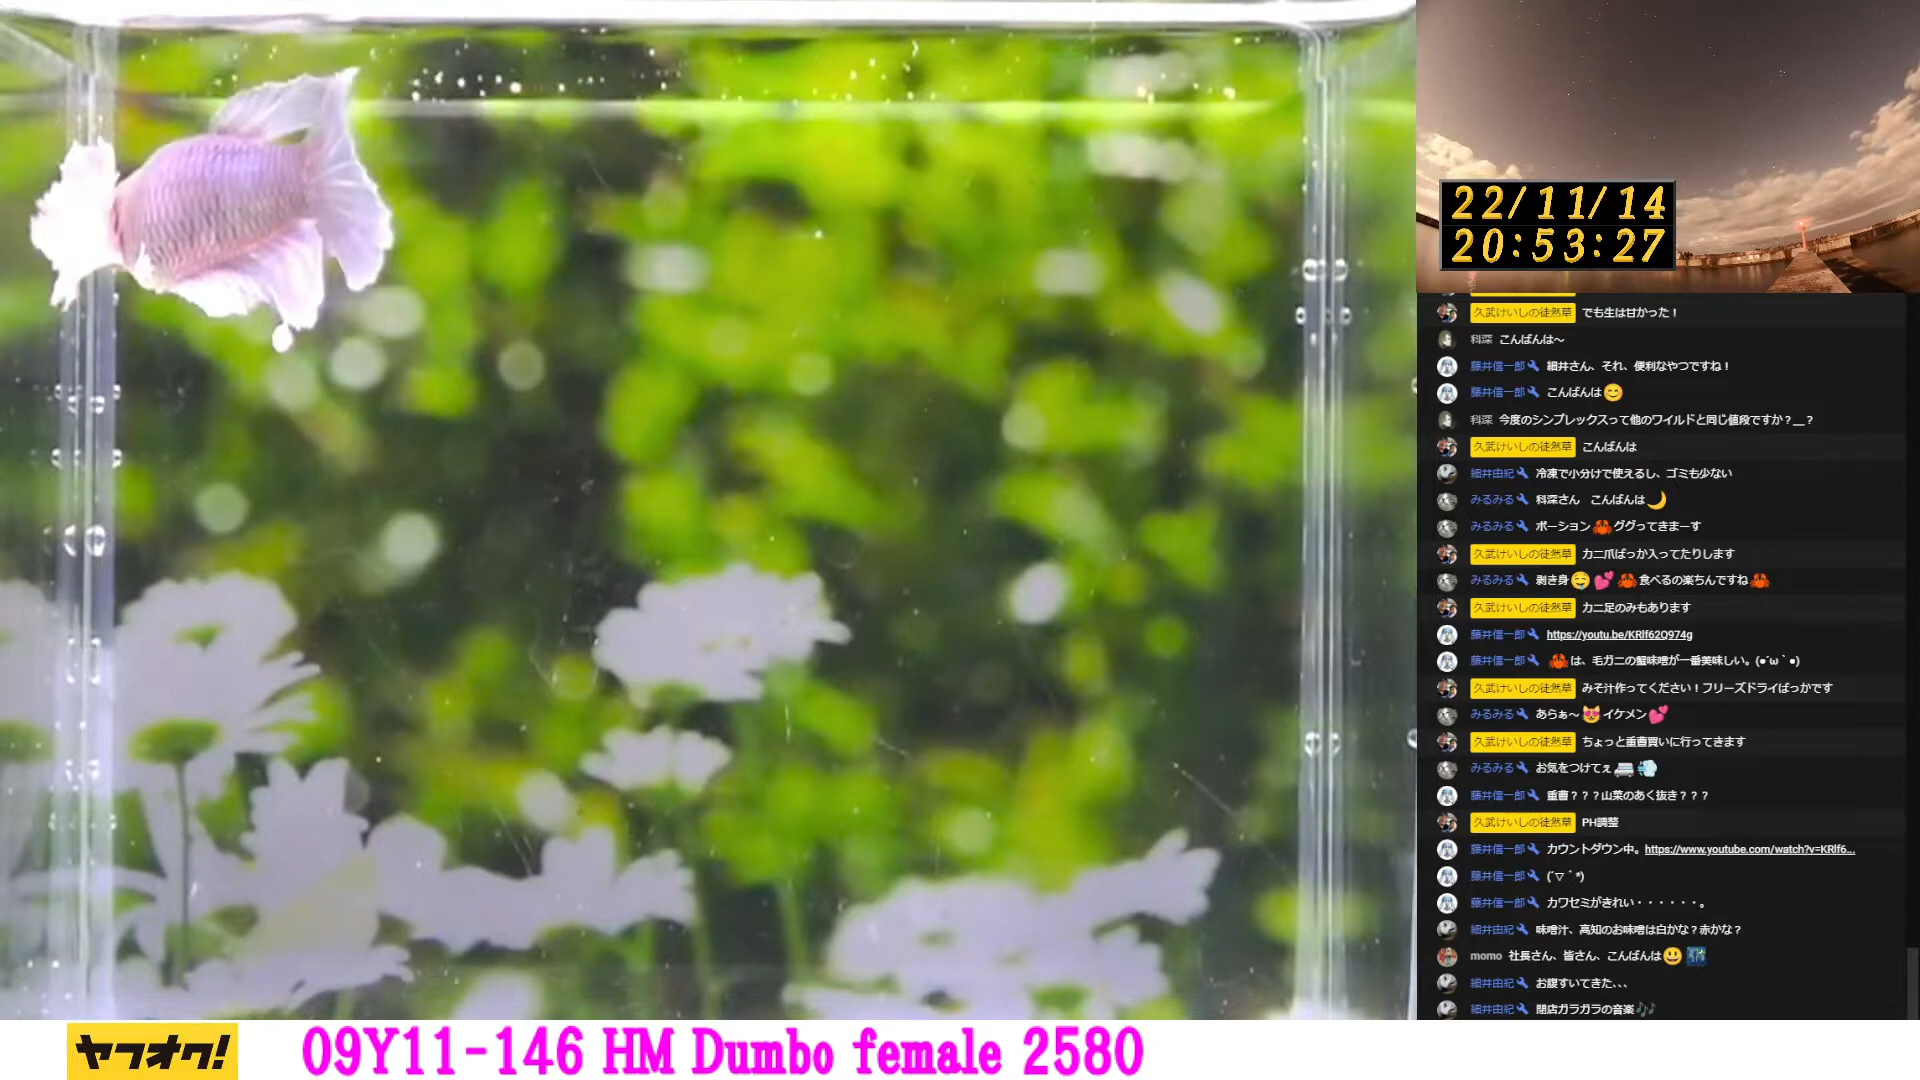 22/11/14
20:53:27
久武けいしの徒然草 でも生は甘かった！
科深 こんばんは～
藤井信一郎 細井さん、それ、便利なやつですね！
藤井信一郎 こんばんは😊
科深 今度のシンプレックスって他のワイルドと同じ値段ですか？__？
久武けいしの徒然草 こんばんは
細井由紀 冷凍で小分けで使えるし、ゴミも少ない
みるみる 科深さん　こんばんは🌙
みるみる ポーション🦀ググってきまーす
久武けいしの徒然草 カニ爪ばっか入ってたりします
みるみる 剥き身🤤💕🦀食べるの楽ちんですね🦀
久武けいしの徒然草 カニ足のみもあります
藤井信一郎 https://youtu.be/KRlf62Q974g
藤井信一郎 🦀は、毛ガニの蟹味噌が一番美味しい。(●´ω｀●)
久武けいしの徒然草 みそ汁作ってください！フリーズドライばっかです
みるみる あらぁ～😻イケメン💕
久武けいしの徒然草 ちょっと重曹買いに行ってきます
みるみる お気をつけてぇ🚐💨
藤井信一郎 重曹？？？山菜のあく抜き？？？
久武けいしの徒然草 PH調整
藤井信一郎 カウントダウン中。https://www.youtube.com/watch?v=KRlf6...
藤井信一郎 (´▽｀*)
藤井信一郎 カワセミがきれい・・・・・・。
細井由紀 味噌汁、高知のお味噌は白かな？赤かな？
momo 社長さん、皆さん、こんばんは😃🌃
細井由紀 お腹すいてきた､､､
細井由紀 閉店ガラガラの音楽🎶
ヤフオク!
09Y11-146 HM Dumbo female 2580